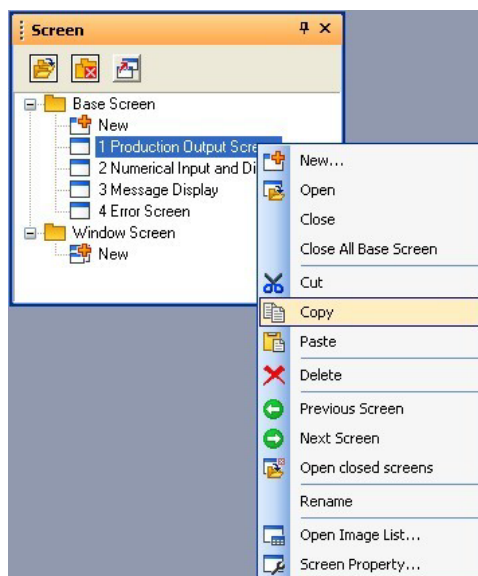 Screen
Base Screen
New
1 Production Output Scre
2 Numerical Input and Di
3 Message Display
4 Error Screen
Window Screen
New
New...
Open
Close
Close All Base Screen
Cut
Copy
Paste
Delete
Previous Screen
Next Screen
Open closed screens
Rename
Open Image List...
Screen Property...